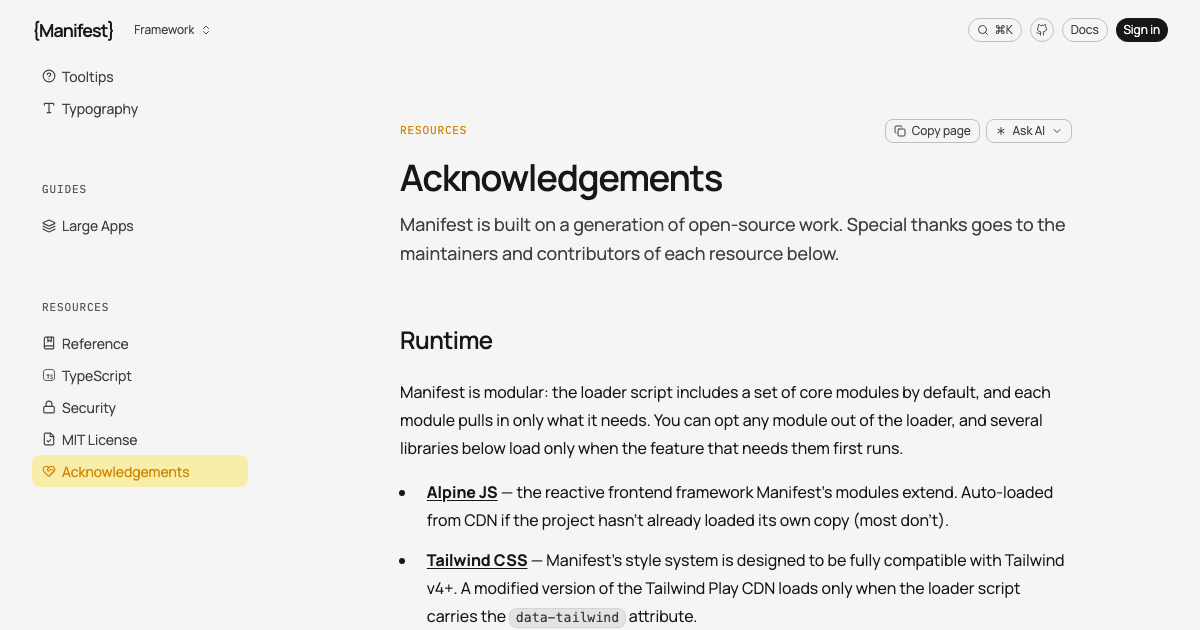 {Manifest}
Framework
⌘K
Docs
Sign in
Tooltips
Typography
GUIDES
Large Apps
RESOURCES
Reference
TypeScript
Security
MIT License
Acknowledgements
RESOURCES
Copy page
Ask AI
Acknowledgements
Manifest is built on a generation of open-source work. Special thanks goes to the
maintainers and contributors of each resource below.
Runtime
Manifest is modular: the loader script includes a set of core modules by default, and each
module pulls in only what it needs. You can opt any module out of the loader, and several
libraries below load only when the feature that needs them first runs.
• Alpine JS — the reactive frontend framework Manifest's modules extend. Auto-loaded
from CDN if the project hasn't already loaded its own copy (most don't).
• Tailwind CSS — Manifest's style system is designed to be fully compatible with Tailwind
v4+. A modified version of the Tailwind Play CDN loads only when the loader script
carries the data-tailwind attribute.